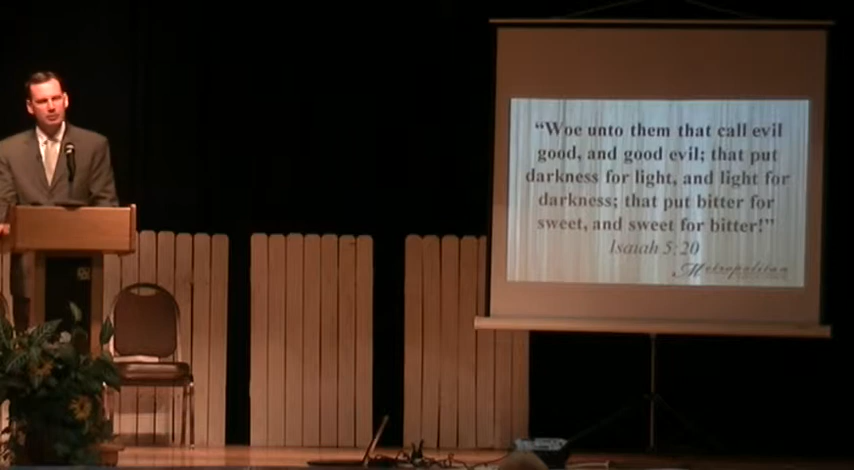 “Woe unto them that call evil
good, and good evil; that put
darkness for light, and light for
darkness; that put bitter for
sweet, and sweet for bitter!”
Isaiah 5:20
Metropolitan